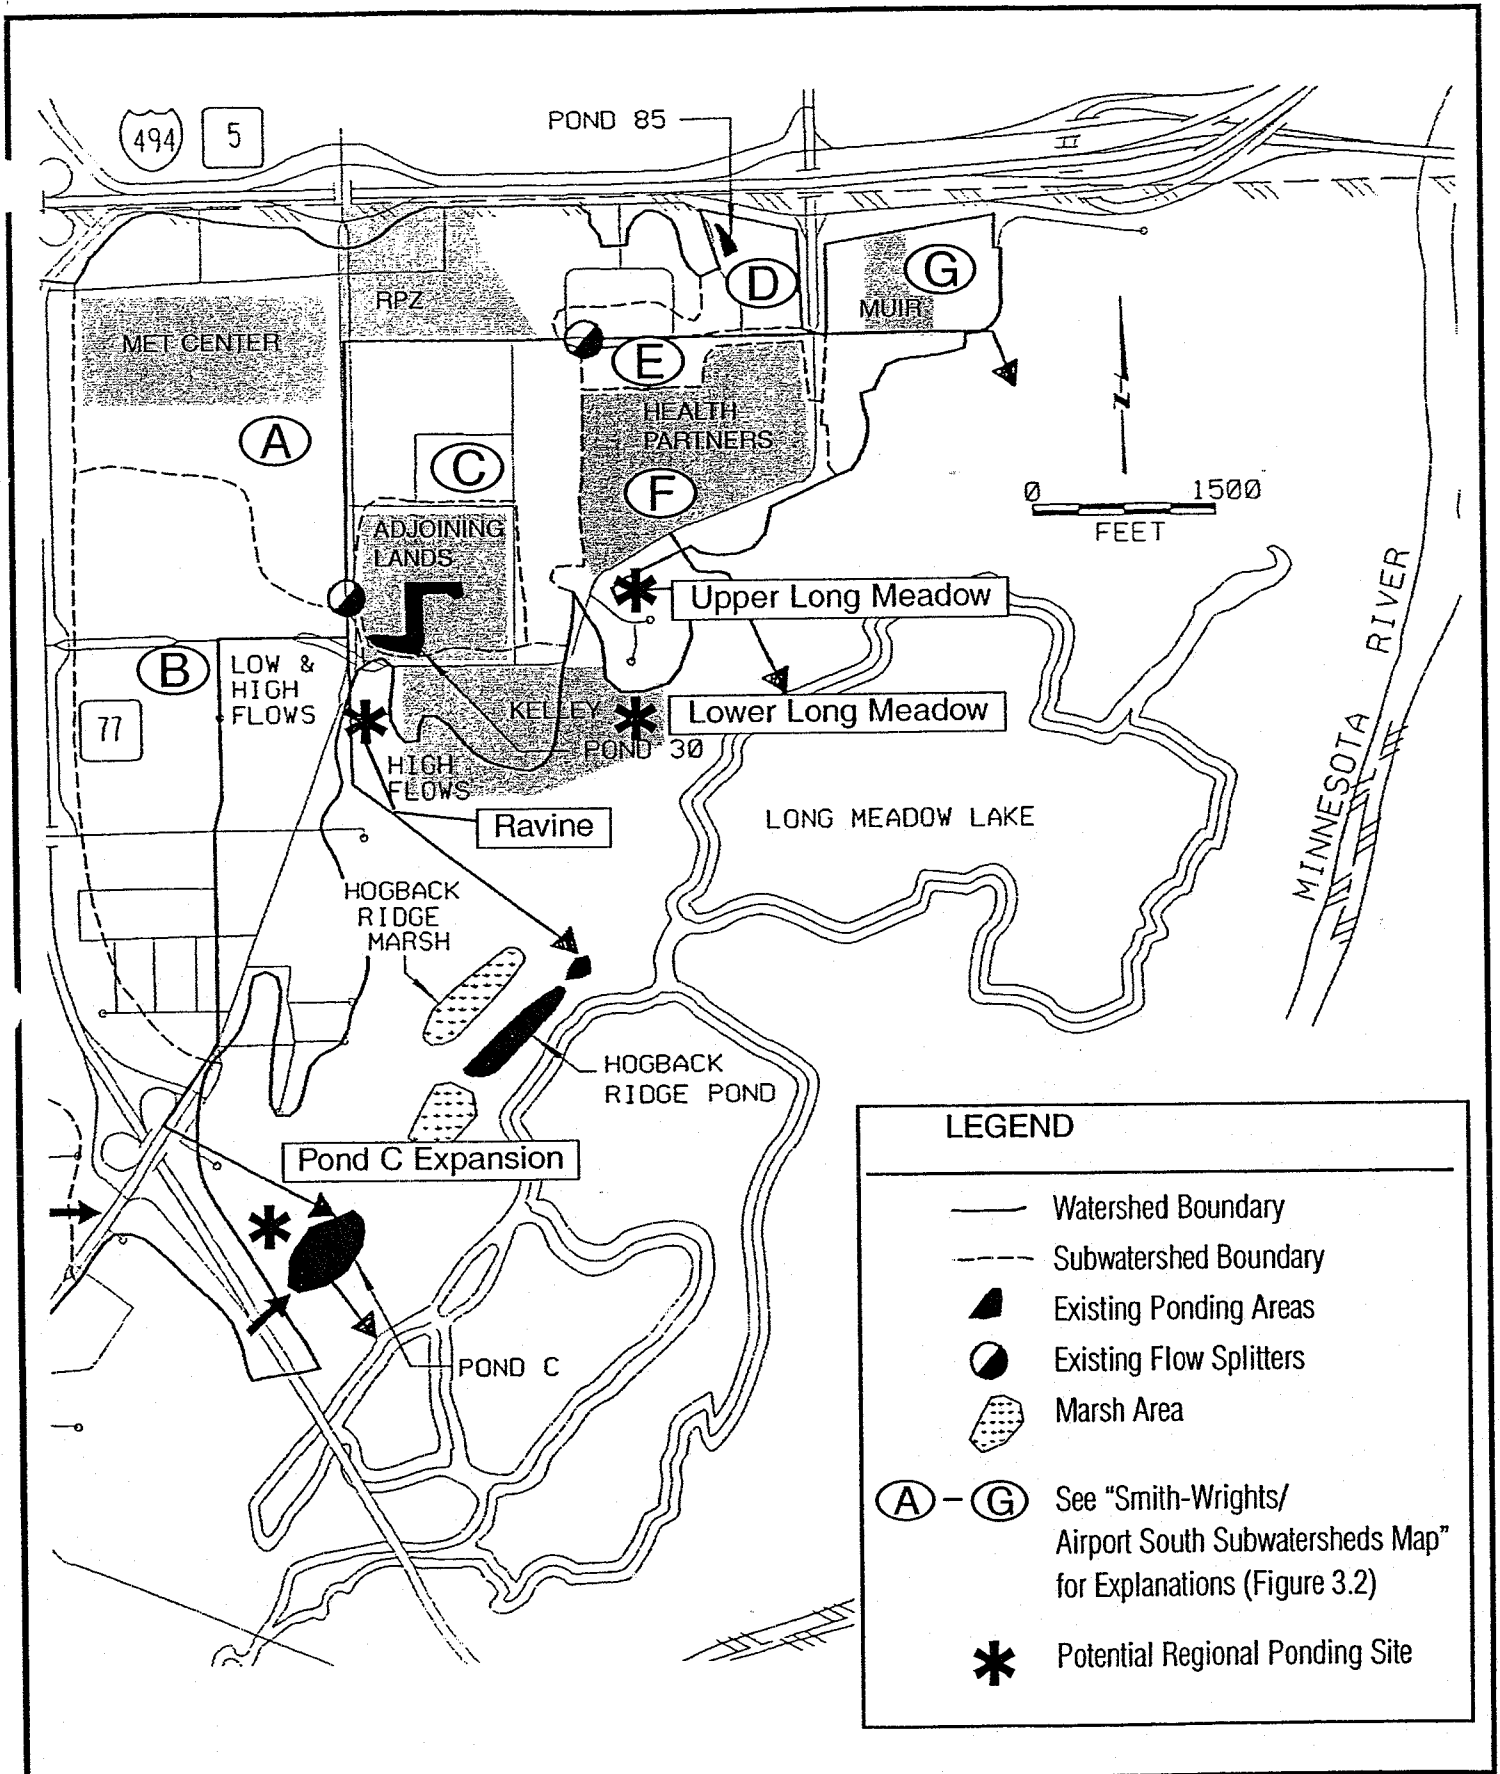 POND 85
494
5
RPZ
D
G
MUIR
MET CENTER
E
HEALTH
PARTNERS
A
C
F
0 1500
FEET
ADJOINING
LANDS
Upper Long Meadow
B
LOW &
HIGH
FLOWS
77
KELLEY
Lower Long Meadow
POND 30
HIGH
FLOWS
Ravine
LONG MEADOW LAKE
MINNESOTA RIVER
HOGBACK
RIDGE
MARSH
HOGBACK
RIDGE POND
Pond C Expansion
POND C
LEGEND
Watershed Boundary
Subwatershed Boundary
Existing Ponding Areas
Existing Flow Splitters
Marsh Area
A - G See "Smith-Wrights/
Airport South Subwatersheds Map"
for Explanations (Figure 3.2)
Potential Regional Ponding Site